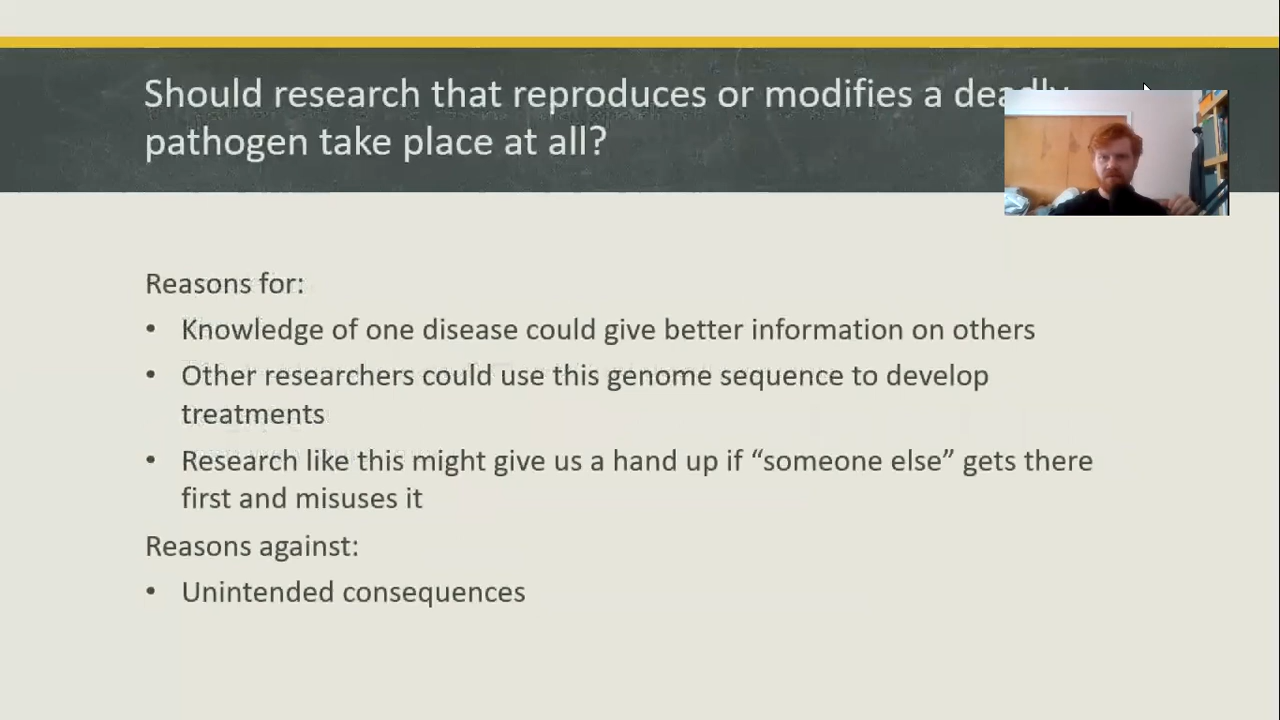 Should research that reproduces or modifies a deadly
pathogen take place at all?
Reasons for:
• Knowledge of one disease could give better information on others
• Other researchers could use this genome sequence to develop
treatments
• Research like this might give us a hand up if “someone else” gets there
first and misuses it
Reasons against:
• Unintended consequences